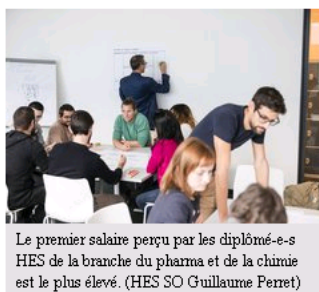 Le premier salaire perçu par les diplômé-e-s
HES de la branche du pharma et de la chimie
est le plus élevé. (HES SO Guillaume Perret)